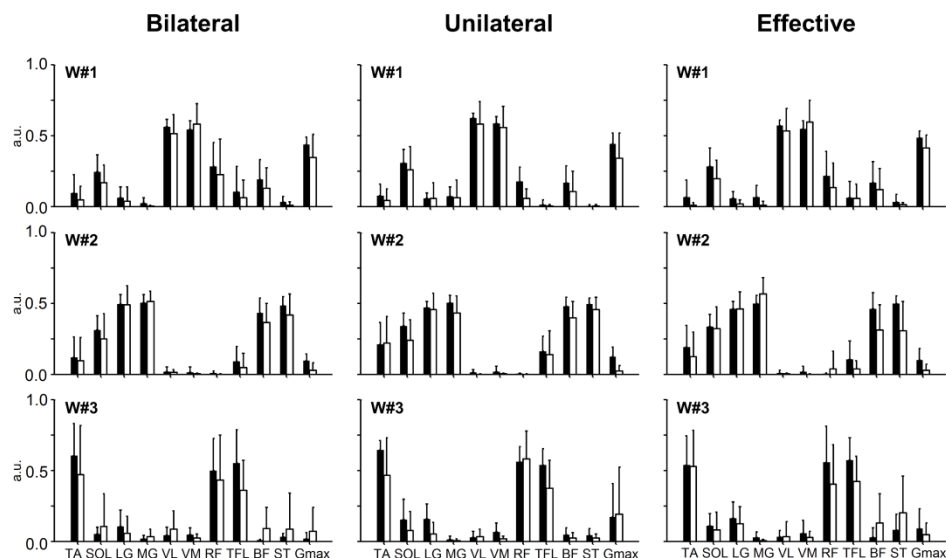 Bilateral Unilateral Effective
1.0 W#1 W#1 W#1
a.u. 0.5
0.0
1.0 W#2 W#2 W#2
a.u. 0.5
0.0
1.0 W#3 W#3 W#3
a.u. 0.5
0.0
TA SOL LG MG VL VM RF TFL BF ST Gmax TA SOL LG MG VL VM RF TFL BF ST Gmax TA SOL LG MG VL VM RF TFL BF ST Gmax